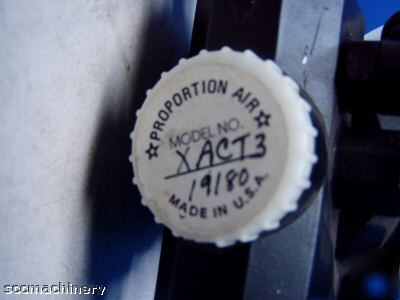 PROPORTION AIR
MODEL NO.
XACT3
19180
MADE IN U.S.A.
scomachinery